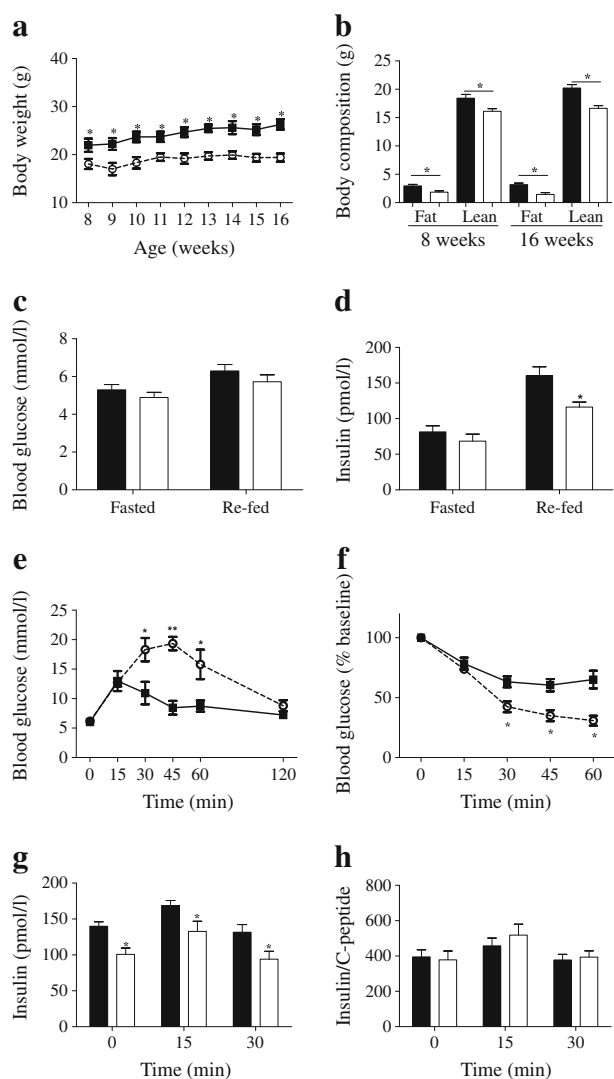 a
Body weight (g)
40
30
20
10
* * * * * * * * *
8 9 10 11 12 13 14 15 16
Age (weeks)
b
Body composition (g)
25
20
15
10
5
0
* * * *
Fat Lean Fat Lean
8 weeks 16 weeks
c
Blood glucose (mmol/l)
8
6
4
2
0
Fasted Re-fed
d
Insulin (pmol/l)
200
150
100
50
0
*
Fasted Re-fed
e
Blood glucose (mmol/l)
25
20
15
10
5
0
* ** *
0 15 30 45 60 120
Time (min)
f
Blood glucose (% baseline)
100
50
0
* * *
0 15 30 45 60
Time (min)
g
Insulin (pmol/l)
200
150
100
50
0
* * *
0 15 30
Time (min)
h
Insulin/C-peptide
800
600
400
200
0
0 15 30
Time (min)